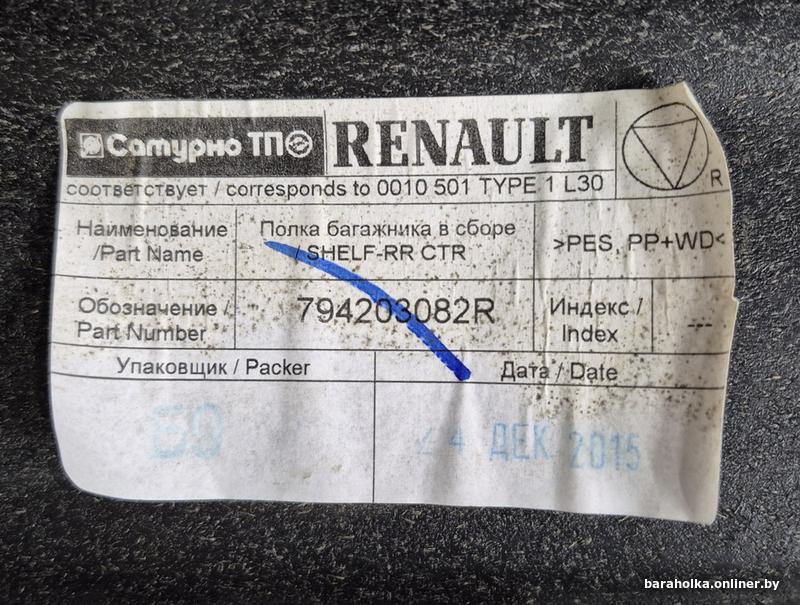 Сатурно ТП RENAULT
соответствует / corresponds to 0010 501 TYPE 1 L30
R
Наименование
/Part Name
Полка багажника в сборе
/ SHELF-RR CTR
>PES, PP+WD<
Обозначение /
Part Number
794203082R
Индекс /
Index
---
Упаковщик / Packer
Дата / Date
24 ДЕК 2015
baraholka.onliner.by